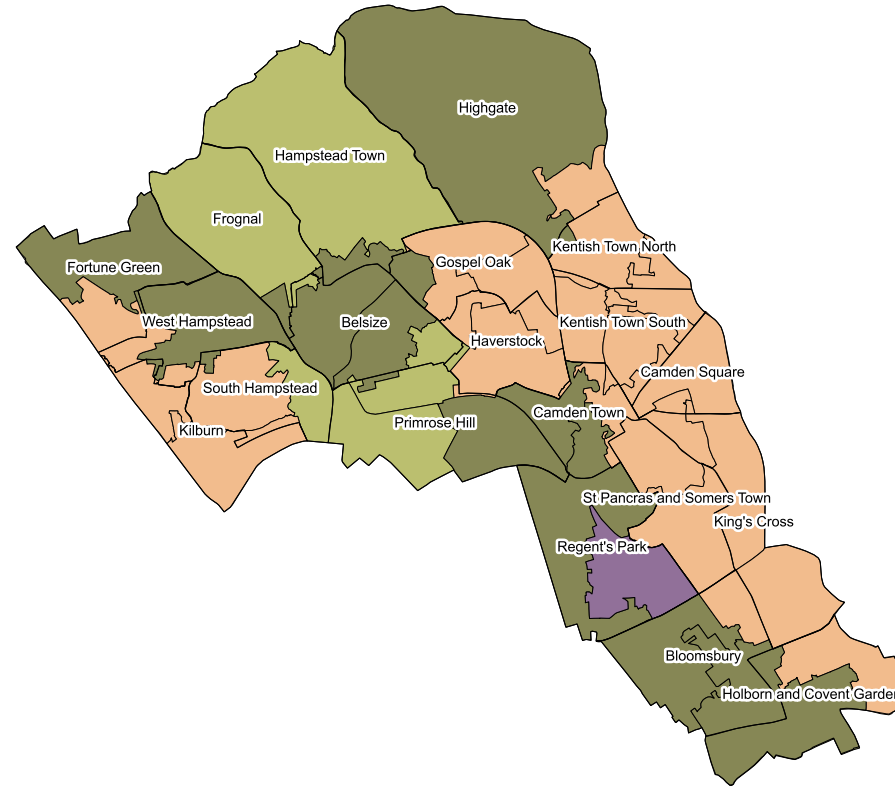 Highgate
Hampstead Town
Frognal
Kentish Town North
Gospel Oak
Fortune Green
West Hampstead
Belsize
Kentish Town South
Haverstock
Camden Square
South Hampstead
Camden Town
Primrose Hill
Kilburn
St Pancras and Somers Town
King's Cross
Regent's Park
Bloomsbury
Holborn and Covent Garden